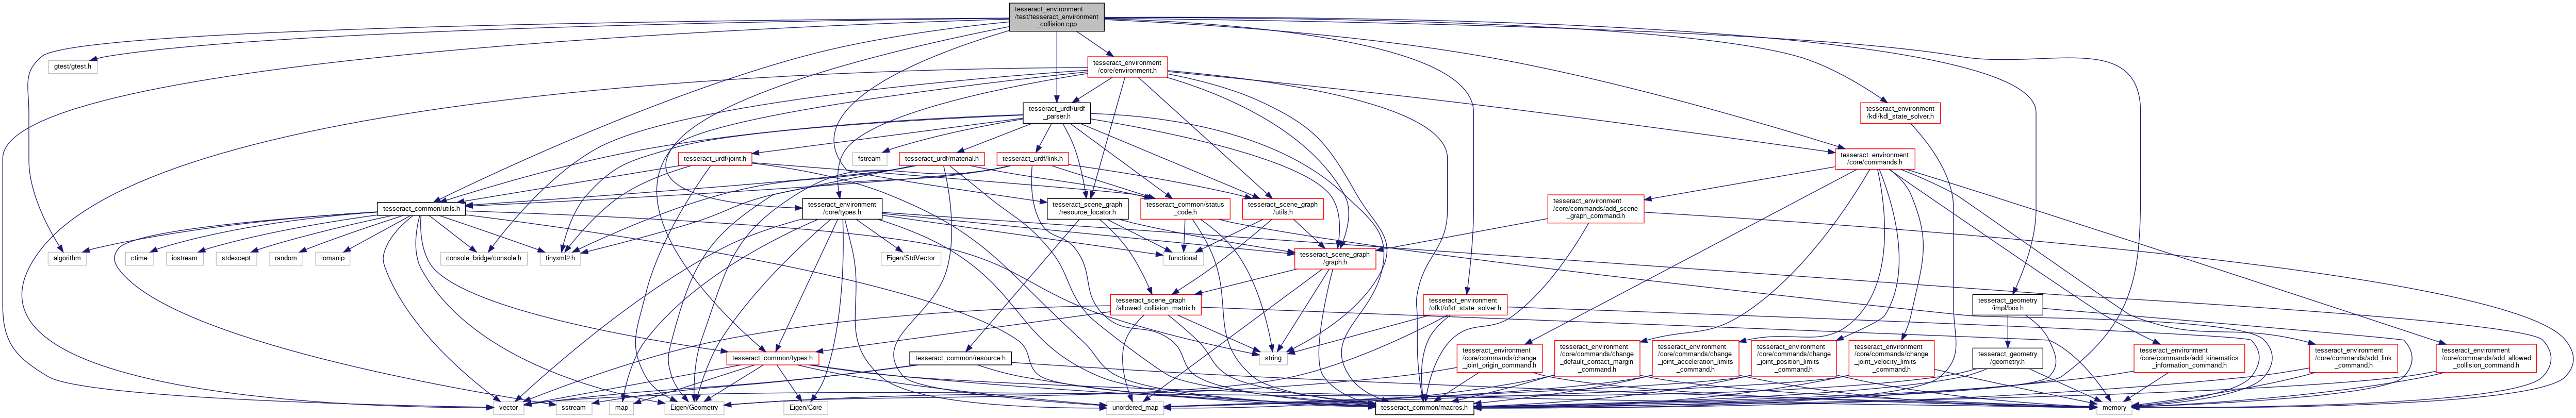 tesseract_environment
/test/tesseract_environment
_collision.cpp
gtest/gtest.h
tesseract_environment
/core/environment.h
tesseract_urdf/urdf
_parser.h
tesseract_environment
/kdl/kdl_state_solver.h
fstream
tesseract_urdf/joint.h
tesseract_urdf/material.h
tesseract_urdf/link.h
tesseract_environment
/core/commands.h
tesseract_common/utils.h
tesseract_environment
/core/types.h
tesseract_scene_graph
/resource_locator.h
tesseract_common/status
_code.h
tesseract_scene_graph
/utils.h
tesseract_environment
/core/commands/add_scene
_graph_command.h
algorithm
ctime
iostream
stdexcept
random
iomanip
console_bridge/console.h
tinyxml2.h
Eigen/StdVector
functional
tesseract_scene_graph
/graph.h
tesseract_scene_graph
/allowed_collision_matrix.h
tesseract_environment
/ofkt/ofkt_state_solver.h
tesseract_geometry
/impl/box.h
tesseract_common/types.h
tesseract_common/resource.h
string
tesseract_environment
/core/commands/change
_joint_origin_command.h
tesseract_environment
/core/commands/change
_default_contact_margin
_command.h
tesseract_environment
/core/commands/change
_joint_acceleration_limits
_command.h
tesseract_environment
/core/commands/change
_joint_position_limits
_command.h
tesseract_environment
/core/commands/change
_joint_velocity_limits
_command.h
tesseract_geometry
/geometry.h
tesseract_environment
/core/commands/add_kinematics
_information_command.h
tesseract_environment
/core/commands/add_link
_command.h
tesseract_environment
/core/commands/add_allowed
_collision_command.h
vector
sstream
map
Eigen/Geometry
Eigen/Core
unordered_map
tesseract_common/macros.h
memory